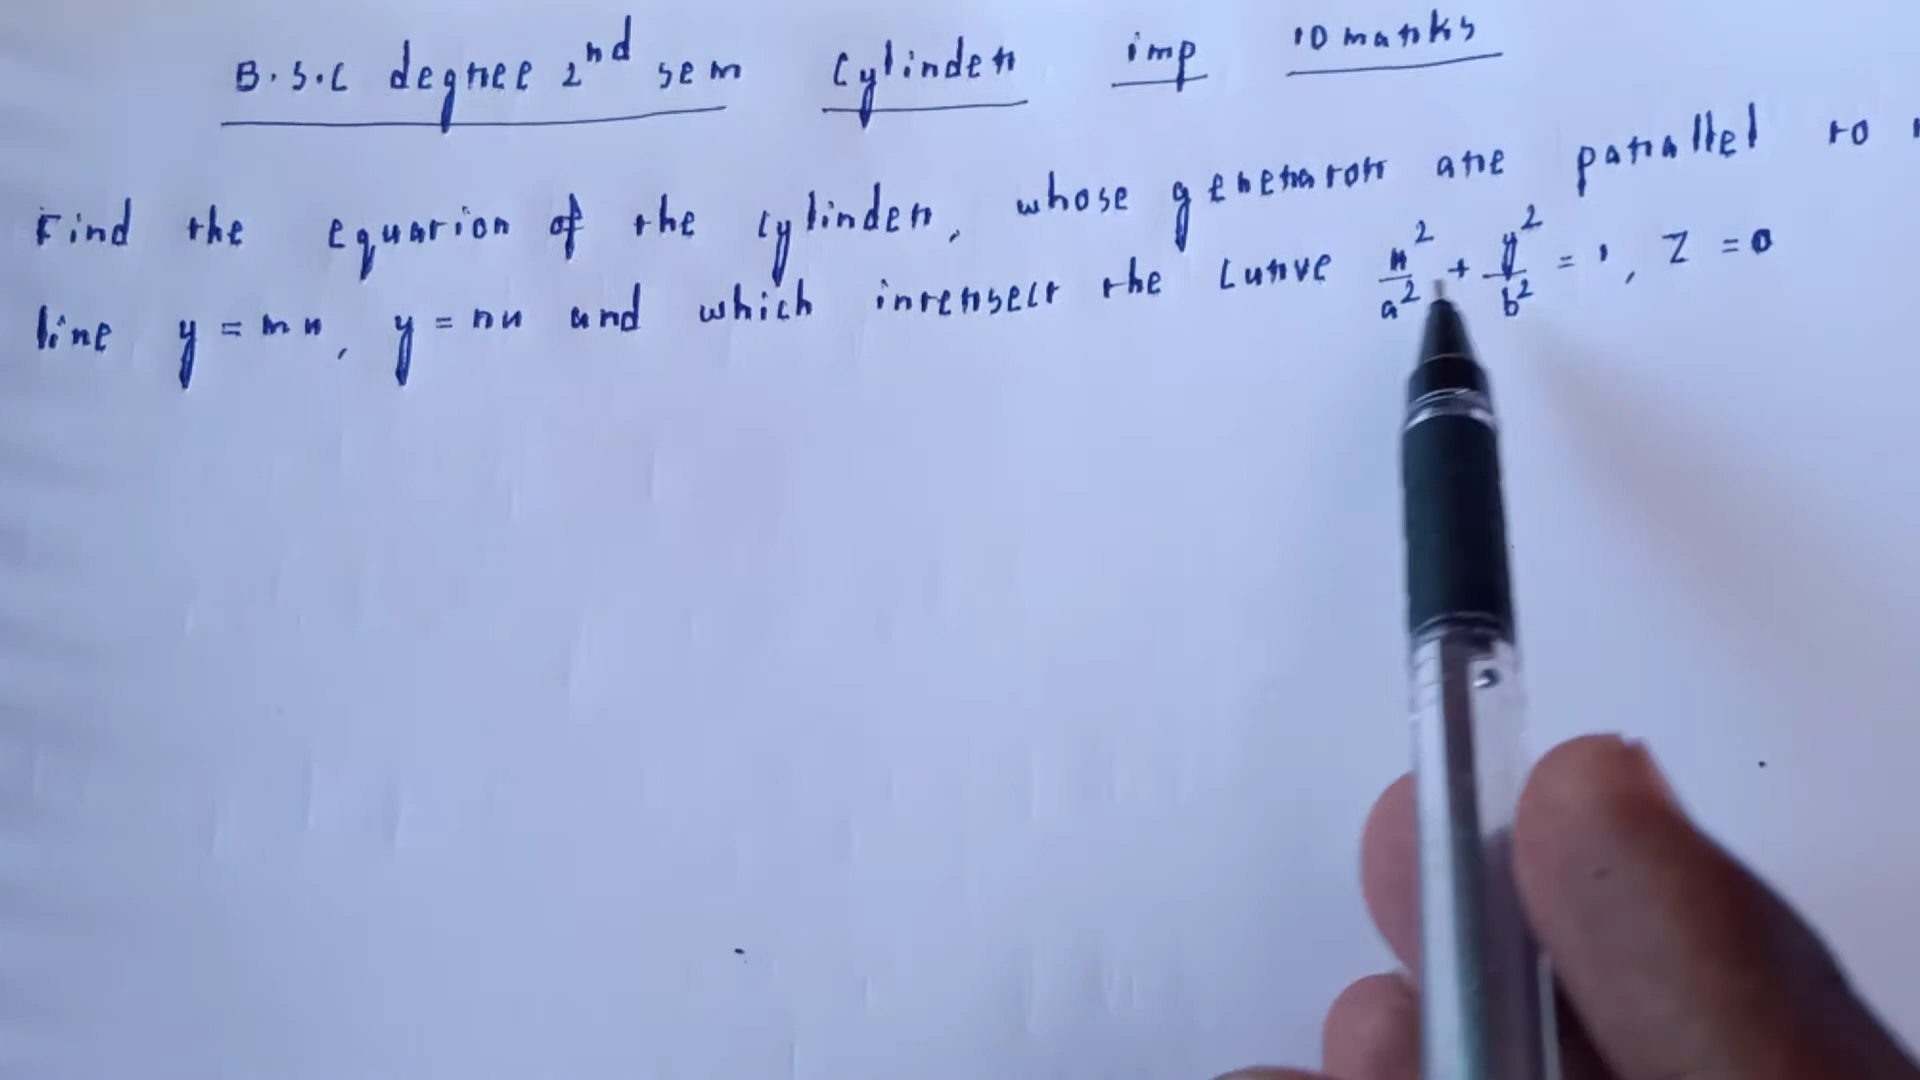 B.S.C degree 2nd sem cylinder imp 10 marks
Find the equation of the cylinder, whose generator are parallel to
line y = mx, y = nx and which intersect the curve x²/a² + y²/b² = 1, z = 0